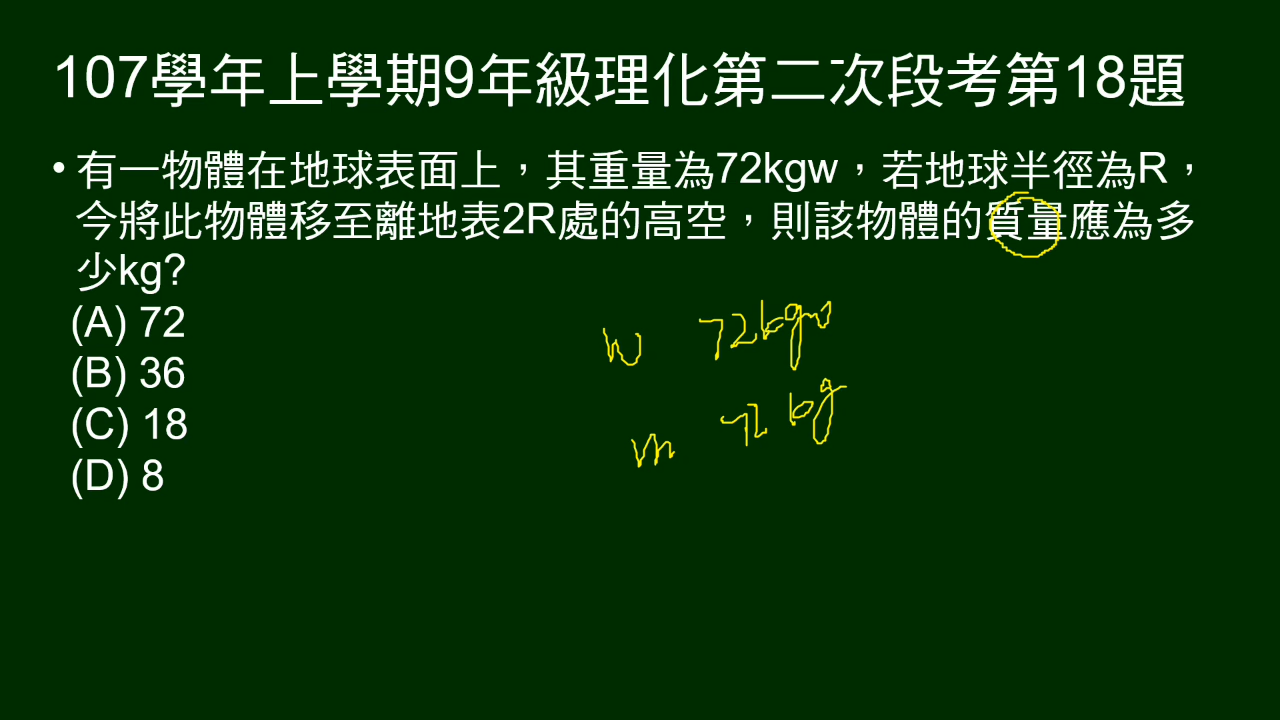 107學年上學期9年級理化第二次段考第18題
• 有一物體在地球表面上，其重量為72kgw，若地球半徑為R，
今將此物體移至離地表2R處的高空，則該物體的質量應為多
少kg?
(A) 72
(B) 36
(C) 18
(D) 8
W 72kgw
m 72 kg